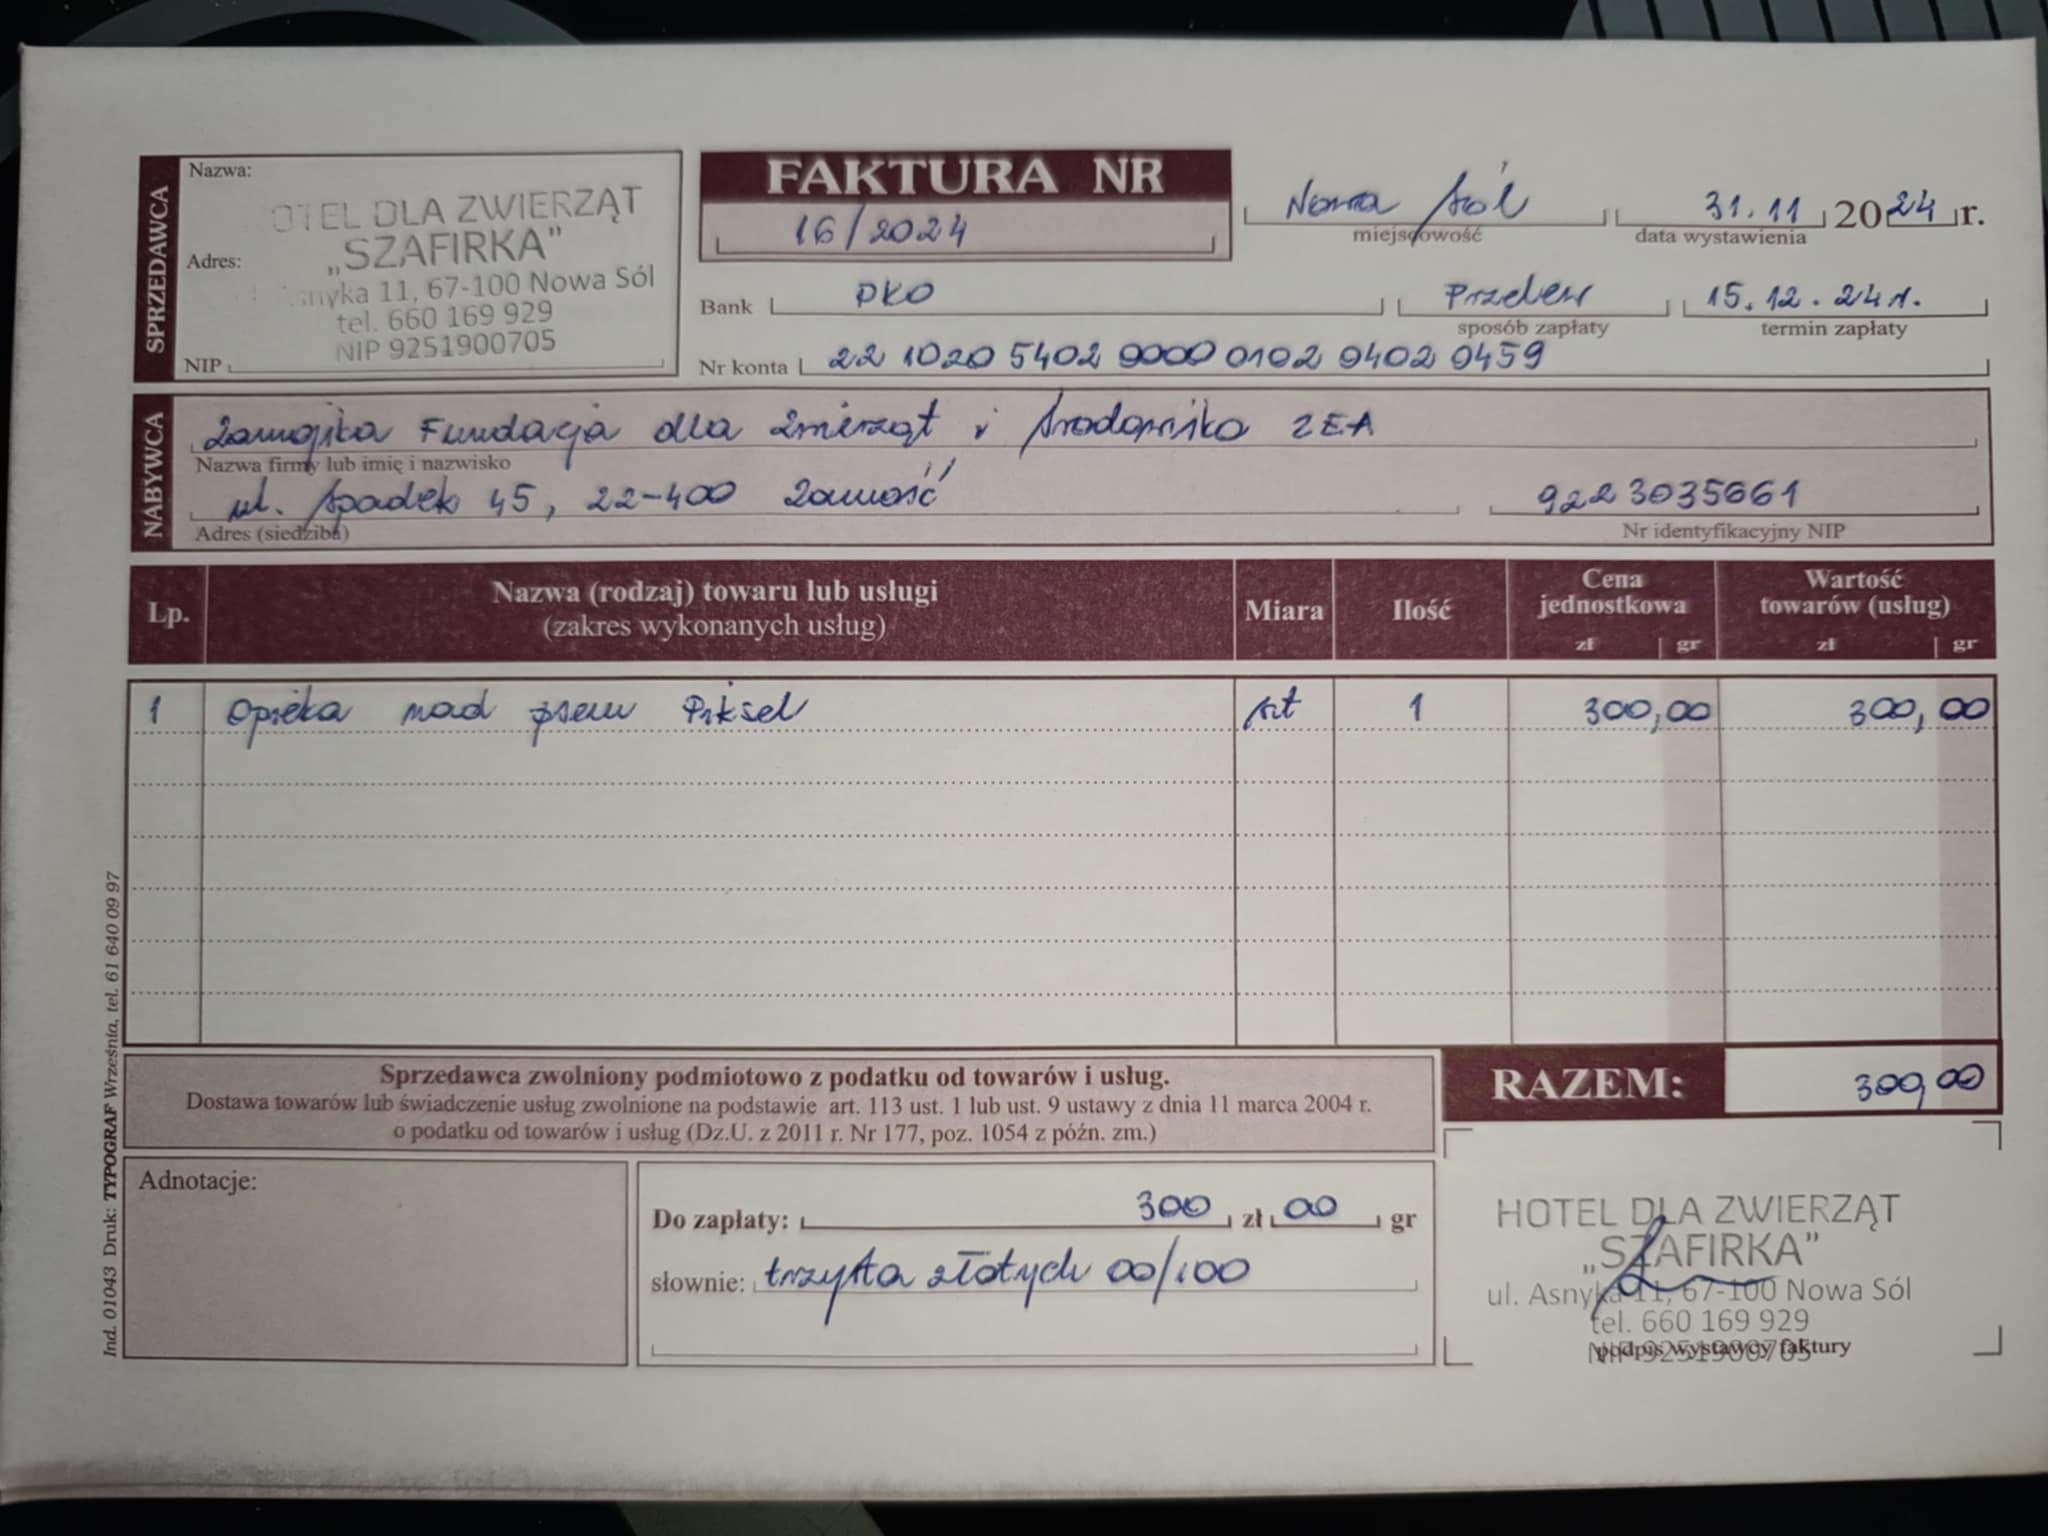 SPRZEDAWCA
Nazwa:
OTEL DLA ZWIERZĄT
„SZAFIRKA”
Adres:
snyka 11, 67-100 Nowa Sól
tel. 660 169 929
NIP 9251900705
NIP
FAKTURA NR
16/2024
Nowa Sól
miejscowość
31.11 2024 r.
data wystawienia
Bank PKO
Przelew
sposób zapłaty
15.12.24 r.
termin zapłaty
Nr konta 22 1020 5402 0000 0102 0402 0459
NABYWCA
Zamojska Fundacja dla Zwierząt i Środowiska ZEA
Nazwa firmy lub imię i nazwisko
ul. Spadek 45, 22-400 Zamość
Adres (siedziba)
9223035661
Nr identyfikacyjny NIP
Lp. Nazwa (rodzaj) towaru lub usługi (zakres wykonanych usług) Miara Ilość Cena jednostkowa zł gr Wartość towarów (usług) zł gr
1 Opieka nad psem Piksel szt 1 300,00 300,00
Sprzedawca zwolniony podmiotowo z podatku od towarów i usług.
Dostawa towarów lub świadczenie usług zwolnione na podstawie art. 113 ust. 1 lub ust. 9 ustawy z dnia 11 marca 2004 r.
o podatku od towarów i usług (Dz.U. z 2011 r. Nr 177, poz. 1054 z późn. zm.)
RAZEM: 300,00
Adnotacje:
Do zapłaty: 300 zł 00 gr
słownie: trzysta złotych 00/100
HOTEL DLA ZWIERZĄT
„SZAFIRKA”
ul. Asnyka 11, 67-100 Nowa Sól
tel. 660 169 929
NIP 9251900705
podpis wystawcy faktury
Ind. 01043 Druk: TYPOGRAF Września, tel. 61 640 09 97